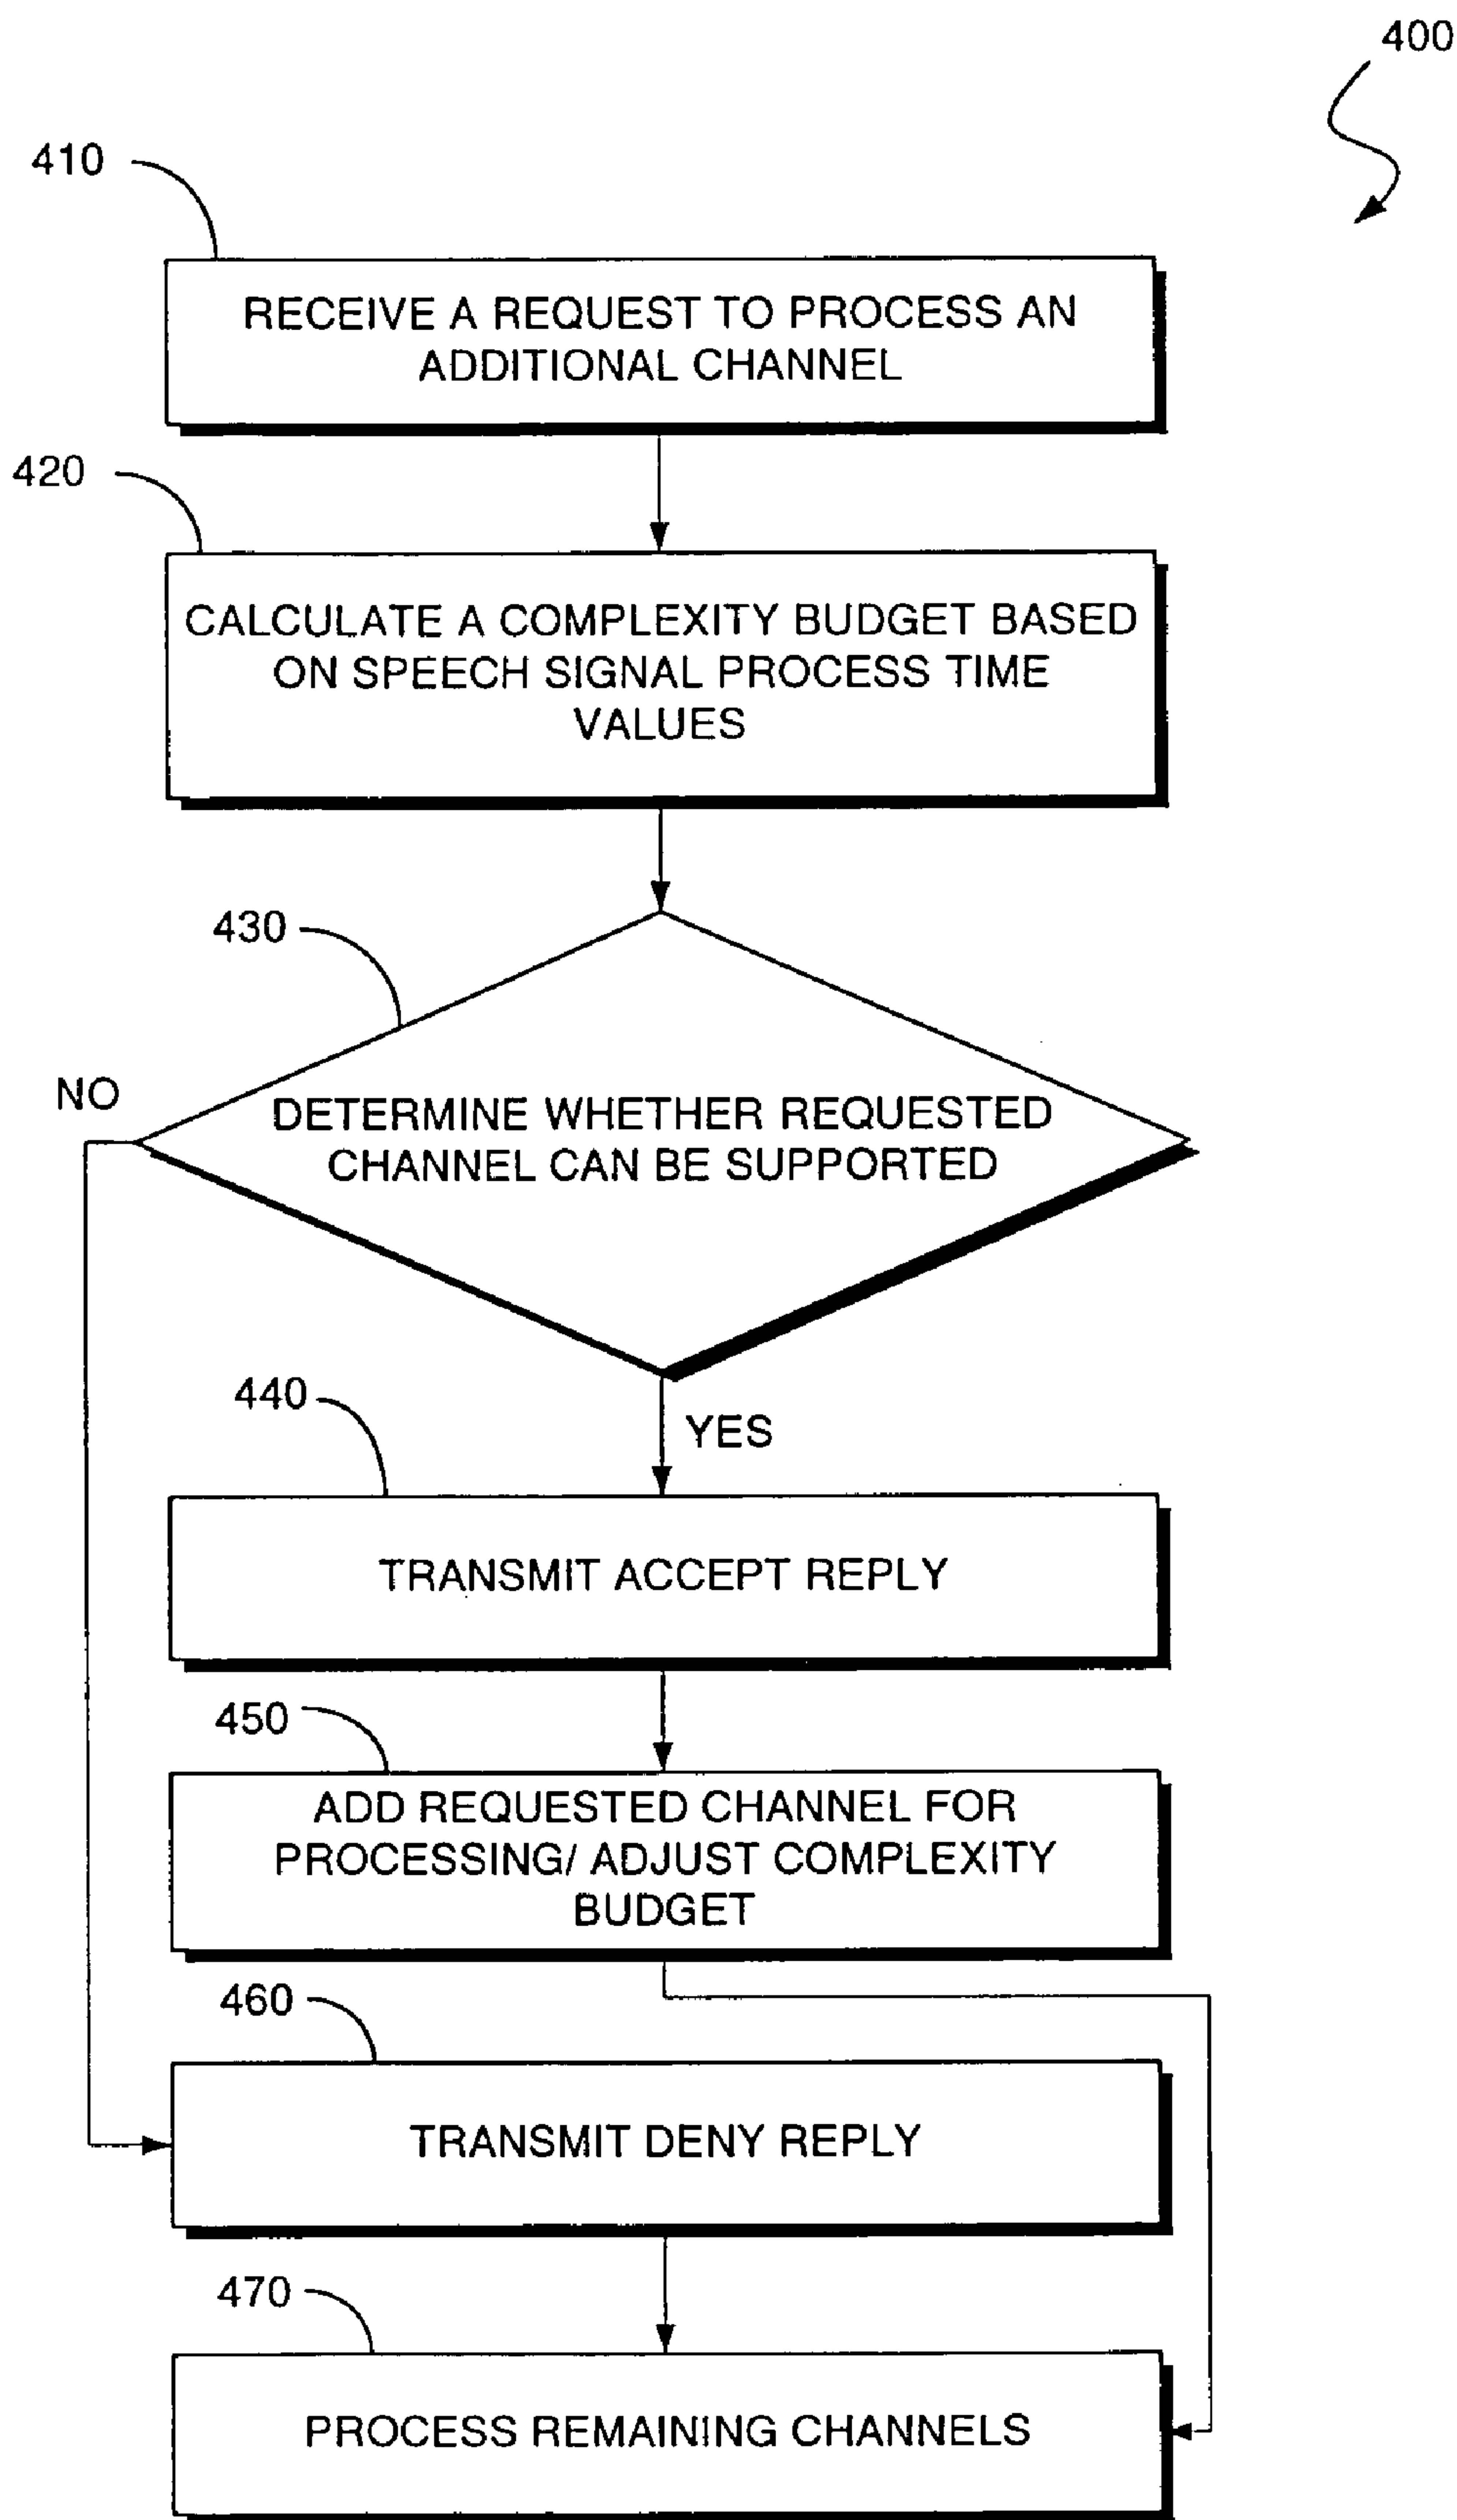 400
410
RECEIVE A REQUEST TO PROCESS AN
ADDITIONAL CHANNEL
420
CALCULATE A COMPLEXITY BUDGET BASED
ON SPEECH SIGNAL PROCESS TIME
VALUES
430
NO
DETERMINE WHETHER REQUESTED
CHANNEL CAN BE SUPPORTED
440
YES
TRANSMIT ACCEPT REPLY
450
ADD REQUESTED CHANNEL FOR
PROCESSING/ ADJUST COMPLEXITY
BUDGET
460
TRANSMIT DENY REPLY
470
PROCESS REMAINING CHANNELS